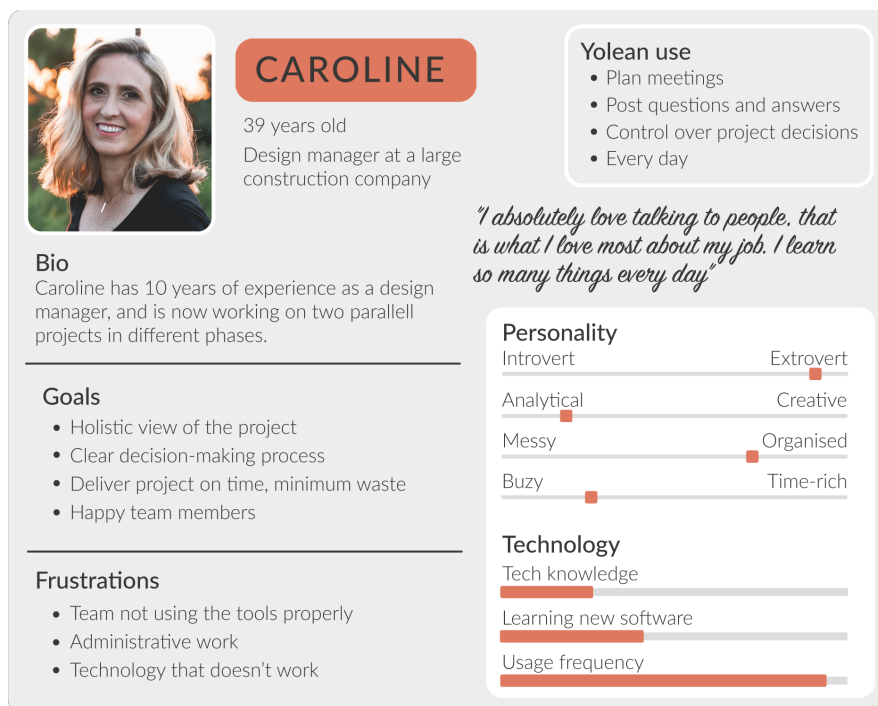 CAROLINE
39 years old
Design manager at a large
construction company
Yolean use
• Plan meetings
• Post questions and answers
• Control over project decisions
• Every day
"I absolutely love talking to people, that
is what I love most about my job. I learn
so many things every day"
Bio
Caroline has 10 years of experience as a design
manager, and is now working on two parallell
projects in different phases.
Goals
• Holistic view of the project
• Clear decision-making process
• Deliver project on time, minimum waste
• Happy team members
Frustrations
• Team not using the tools properly
• Administrative work
• Technology that doesn't work
Personality
Introvert Extrovert
Analytical Creative
Messy Organised
Buzy Time-rich
Technology
Tech knowledge
Learning new software
Usage frequency